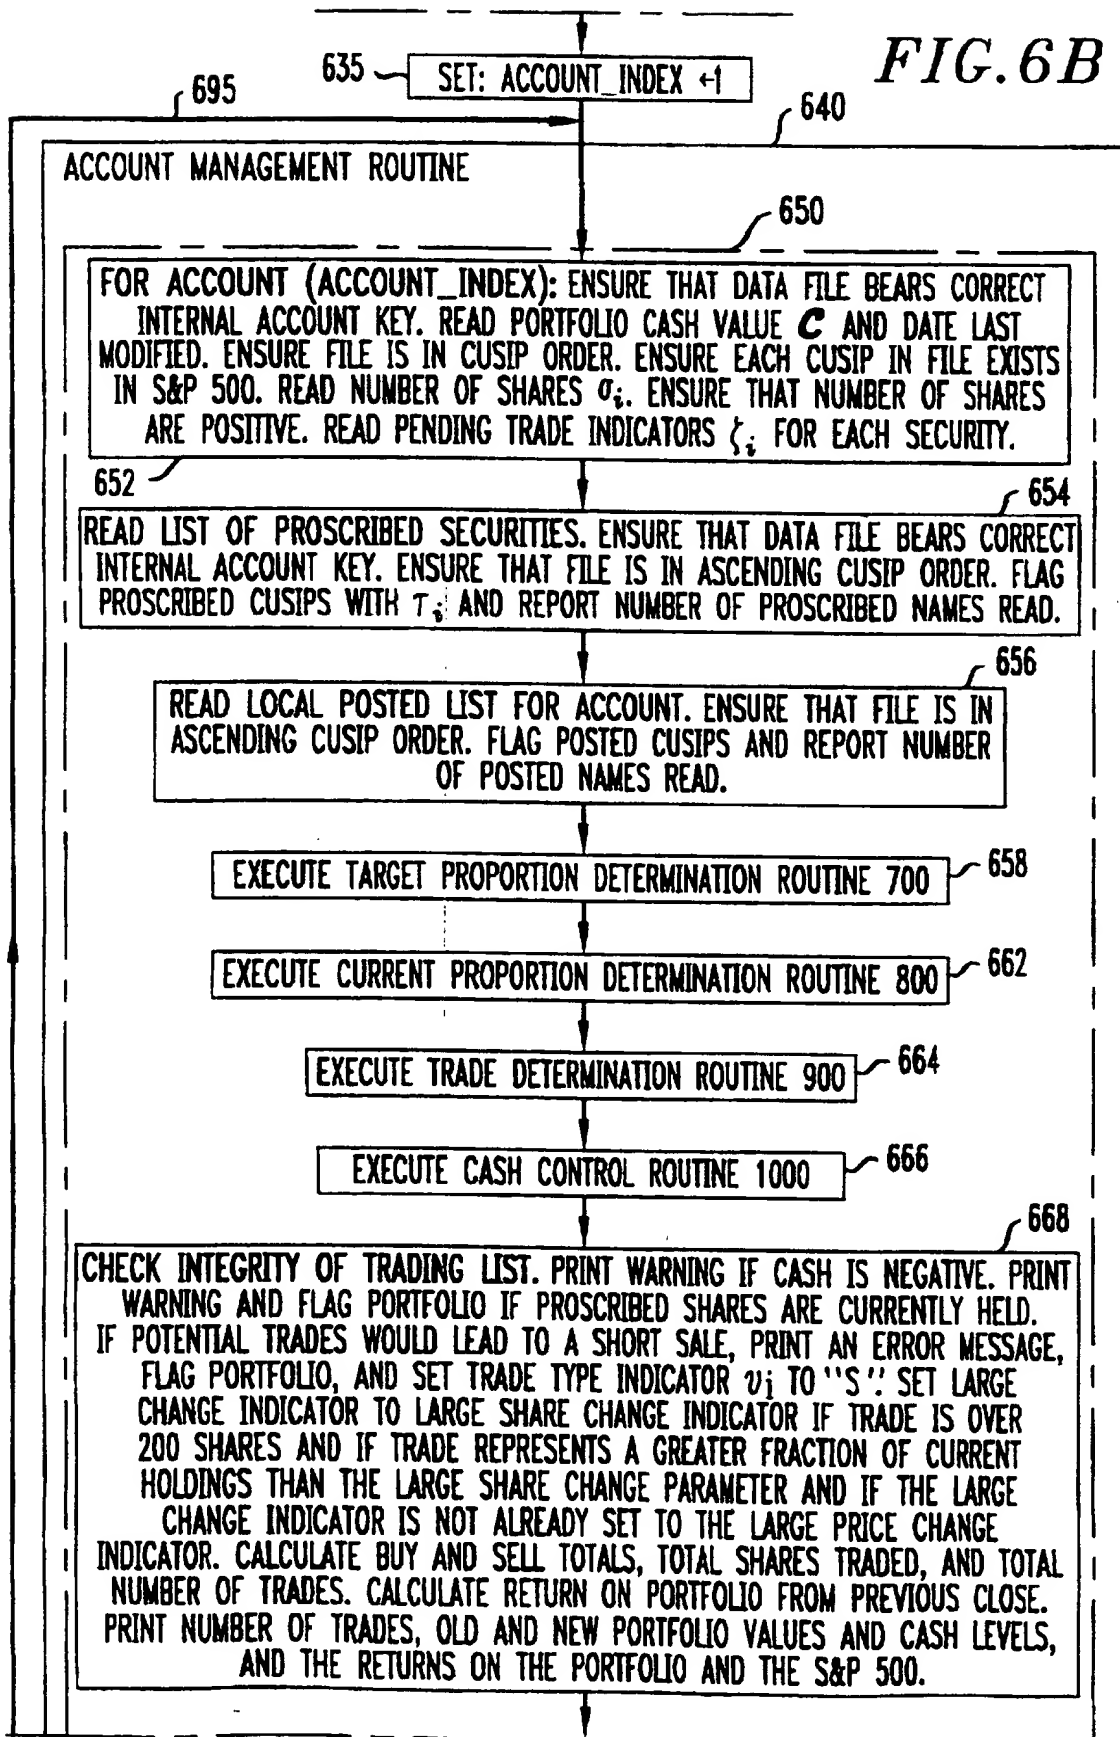 FIG.6B
635
SET: ACCOUNT_INDEX ←1
695
640
ACCOUNT MANAGEMENT ROUTINE
650
FOR ACCOUNT (ACCOUNT_INDEX): ENSURE THAT DATA FILE BEARS CORRECT
INTERNAL ACCOUNT KEY. READ PORTFOLIO CASH VALUE C AND DATE LAST
MODIFIED. ENSURE FILE IS IN CUSIP ORDER. ENSURE EACH CUSIP IN FILE EXISTS
IN S&P 500. READ NUMBER OF SHARES σi. ENSURE THAT NUMBER OF SHARES
ARE POSITIVE. READ PENDING TRADE INDICATORS ζi FOR EACH SECURITY.
652
654
READ LIST OF PROSCRIBED SECURITIES. ENSURE THAT DATA FILE BEARS CORRECT
INTERNAL ACCOUNT KEY. ENSURE THAT FILE IS IN ASCENDING CUSIP ORDER. FLAG
PROSCRIBED CUSIPS WITH τi AND REPORT NUMBER OF PROSCRIBED NAMES READ.
656
READ LOCAL POSTED LIST FOR ACCOUNT. ENSURE THAT FILE IS IN
ASCENDING CUSIP ORDER. FLAG POSTED CUSIPS AND REPORT NUMBER
OF POSTED NAMES READ.
EXECUTE TARGET PROPORTION DETERMINATION ROUTINE 700
658
EXECUTE CURRENT PROPORTION DETERMINATION ROUTINE 800
662
EXECUTE TRADE DETERMINATION ROUTINE 900
664
EXECUTE CASH CONTROL ROUTINE 1000
666
668
CHECK INTEGRITY OF TRADING LIST. PRINT WARNING IF CASH IS NEGATIVE. PRINT
WARNING AND FLAG PORTFOLIO IF PROSCRIBED SHARES ARE CURRENTLY HELD.
IF POTENTIAL TRADES WOULD LEAD TO A SHORT SALE, PRINT AN ERROR MESSAGE,
FLAG PORTFOLIO, AND SET TRADE TYPE INDICATOR υi TO "S". SET LARGE
CHANGE INDICATOR TO LARGE SHARE CHANGE INDICATOR IF TRADE IS OVER
200 SHARES AND IF TRADE REPRESENTS A GREATER FRACTION OF CURRENT
HOLDINGS THAN THE LARGE SHARE CHANGE PARAMETER AND IF THE LARGE
CHANGE INDICATOR IS NOT ALREADY SET TO THE LARGE PRICE CHANGE
INDICATOR. CALCULATE BUY AND SELL TOTALS, TOTAL SHARES TRADED, AND TOTAL
NUMBER OF TRADES. CALCULATE RETURN ON PORTFOLIO FROM PREVIOUS CLOSE.
PRINT NUMBER OF TRADES, OLD AND NEW PORTFOLIO VALUES AND CASH LEVELS,
AND THE RETURNS ON THE PORTFOLIO AND THE S&P 500.